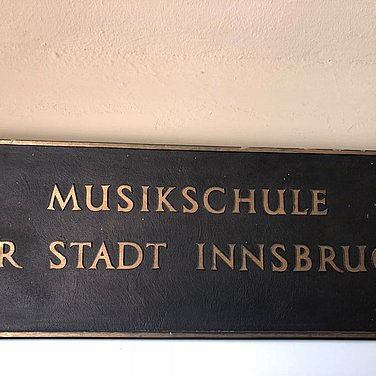 MUSIKSCHULE
R STADT INNSBRUC